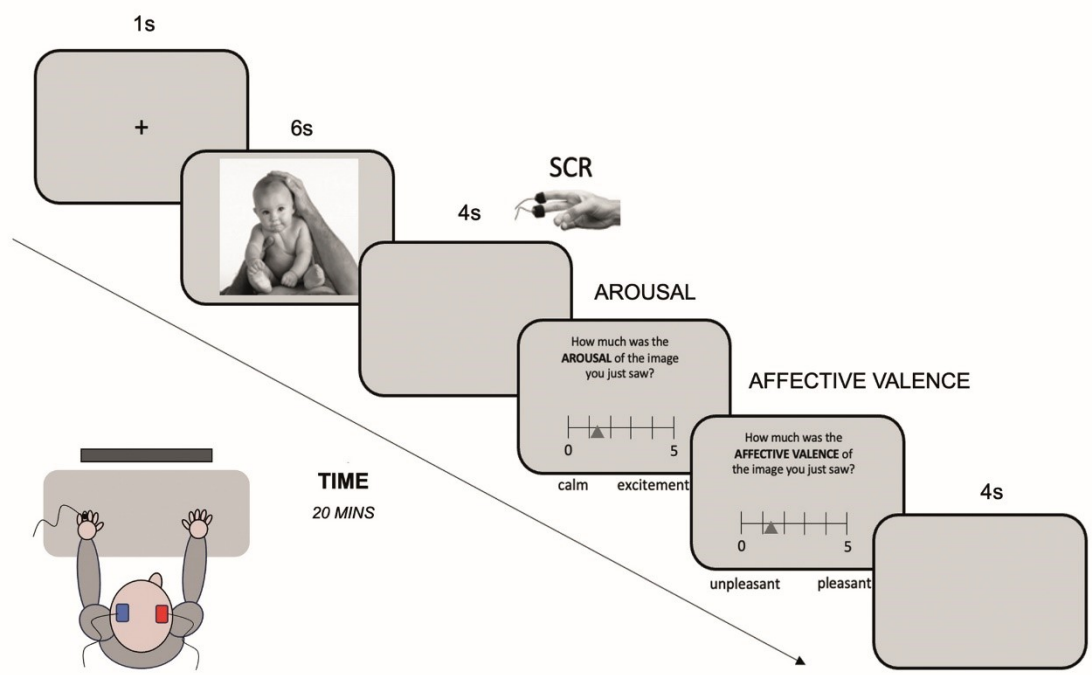 1s
+
6s
SCR
4s
AROUSAL
How much was the
AROUSAL of the image
you just saw?
0 5
calm excitement
AFFECTIVE VALENCE
How much was the
AFFECTIVE VALENCE of
the image you just saw?
0 5
unpleasant pleasant
4s
TIME
20 MINS